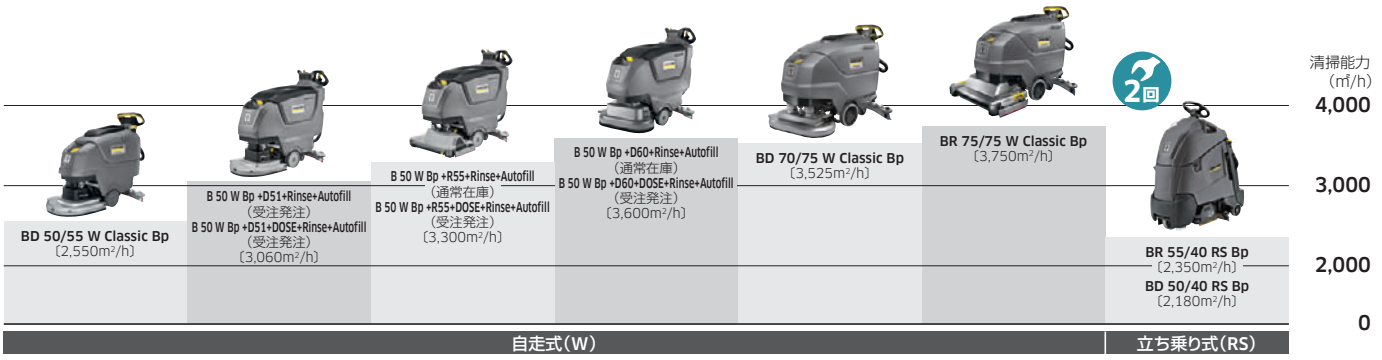 清掃能力
（㎡/h）
4,000
3,000
2,000
0
2回
BD 50/55 W Classic Bp
〔2,550m²/h〕
B 50 W Bp +D51+Rinse+Autofill
（受注発注）
B 50 W Bp +D51+DOSE+Rinse+Autofill
（受注発注）
〔3,060m²/h〕
B 50 W Bp +R55+Rinse+Autofill
（通常在庫）
B 50 W Bp +R55+DOSE+Rinse+Autofill
（受注発注）
〔3,300m²/h〕
B 50 W Bp +D60+Rinse+Autofill
（通常在庫）
B 50 W Bp +D60+DOSE+Rinse+Autofill
（受注発注）
〔3,600m²/h〕
BD 70/75 W Classic Bp
〔3,525m²/h〕
BR 75/75 W Classic Bp
〔3,750m²/h〕
BR 55/40 RS Bp
〔2,350m²/h〕
BD 50/40 RS Bp
〔2,180m²/h〕
自走式（W）
立ち乗り式（RS）